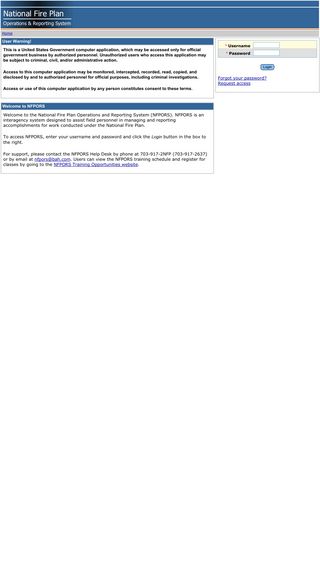 National Fire Plan
Operations & Reporting System
Home
User Warning!
This is a United States Government computer application, which may be accessed only for official
government business by authorized personnel. Unauthorized users who access this application may
be subject to criminal, civil, and/or administrative action.
Access to this computer application may be monitored, intercepted, recorded, read, copied, and
disclosed by and to authorized personnel for official purposes, including criminal investigations.
Access or use of this computer application by any person constitutes consent to these terms.
* Username
* Password
Login
Forgot your password?
Request access
Welcome to NFPORS
Welcome to the National Fire Plan Operations and Reporting System (NFPORS). NFPORS is an
interagency system designed to assist field personnel in managing and reporting
accomplishments for work conducted under the National Fire Plan.
To access NFPORS, enter your username and password and click the Login button in the box to
the right.
For support, please contact the NFPORS Help Desk by phone at 703-917-2NFP (703-917-2637)
or by email at nfpors@bah.com. Users can view the NFPORS training schedule and register for
classes by going to the NFPORS Training Opportunities website.